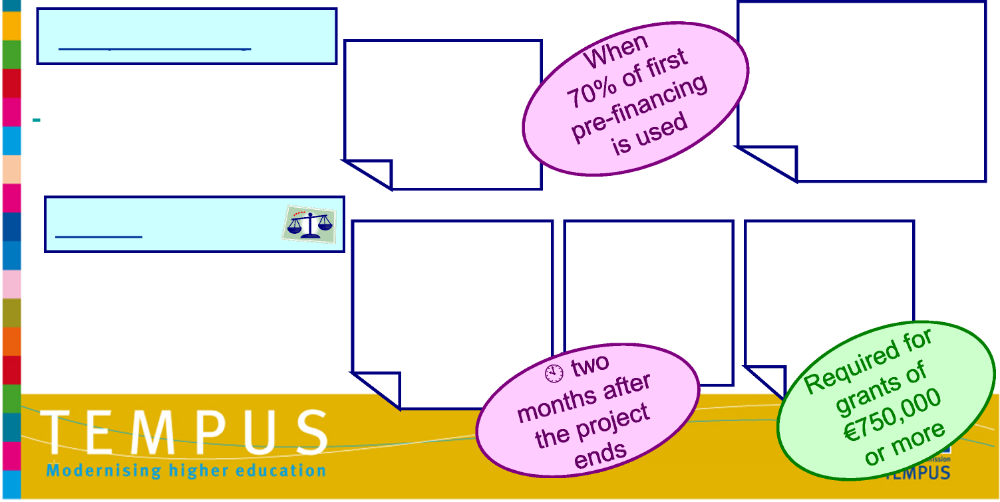 When
70% of first
pre-financing
is used
🕙 two
months after
the project
ends
Required for
grants of
€750,000
or more
TEMPUS
Modernising higher education
TEMPUS